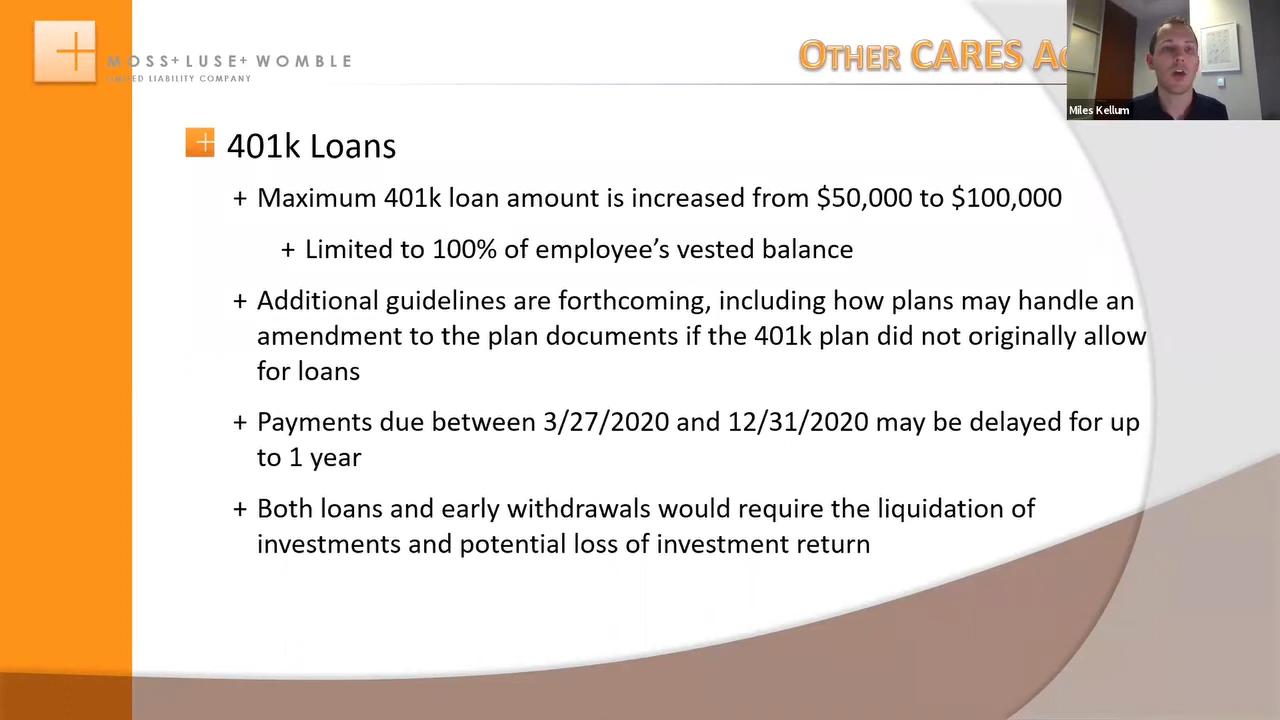 MOSS+LUSE+ WOMBLE
LIMITED LIABILITY COMPANY
OTHER CARES
Miles Kellum
401k Loans
+ Maximum 401k loan amount is increased from $50,000 to $100,000
+ Limited to 100% of employee’s vested balance
+ Additional guidelines are forthcoming, including how plans may handle an
amendment to the plan documents if the 401k plan did not originally allow
for loans
+ Payments due between 3/27/2020 and 12/31/2020 may be delayed for up
to 1 year
+ Both loans and early withdrawals would require the liquidation of
investments and potential loss of investment return